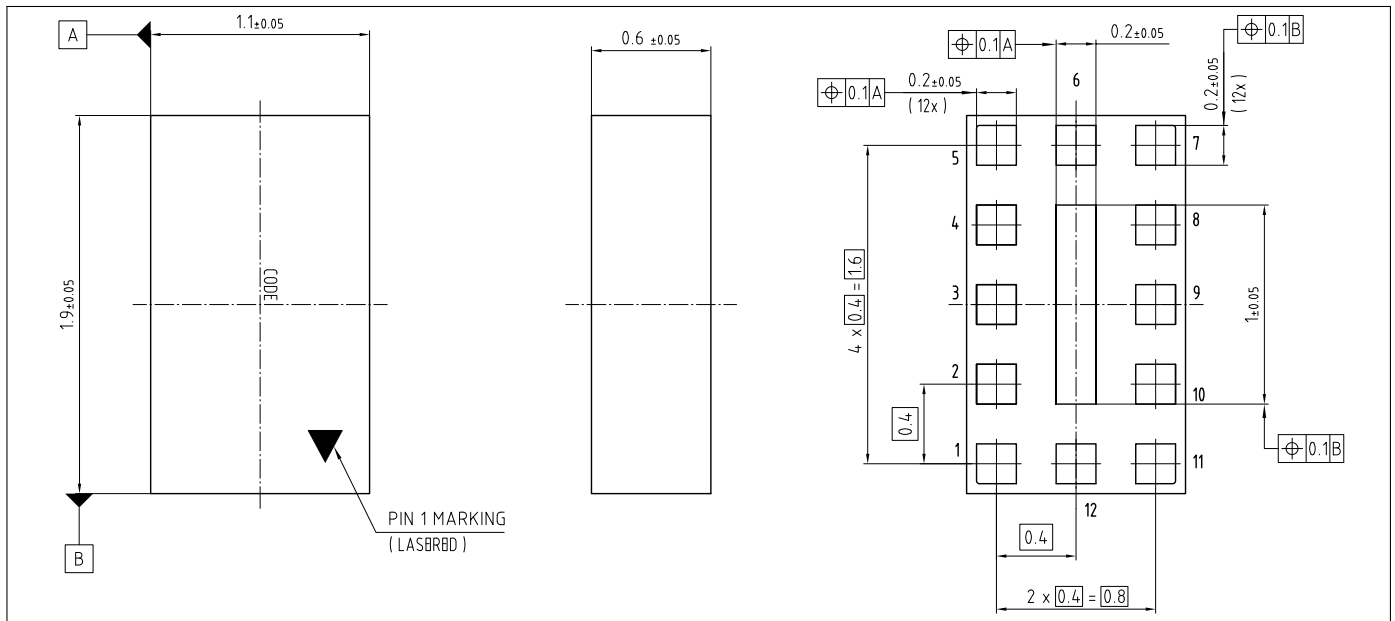 A
1.1±0.05
1.9±0.05
CODE
PIN 1 MARKING
( LASBRBD )
B
0.6 ±0.05
⌖ 0.1 A
0.2±0.05
⌖ 0.1 B
⌖ 0.1 A
0.2±0.05
( 12x )
6
0.2±0.05
( 12x )
5
7
4
8
3
9
2
10
1
11
12
4 x 0.4 = 1.6
0.4
1±0.05
⌖ 0.1 B
0.4
2 x 0.4 = 0.8